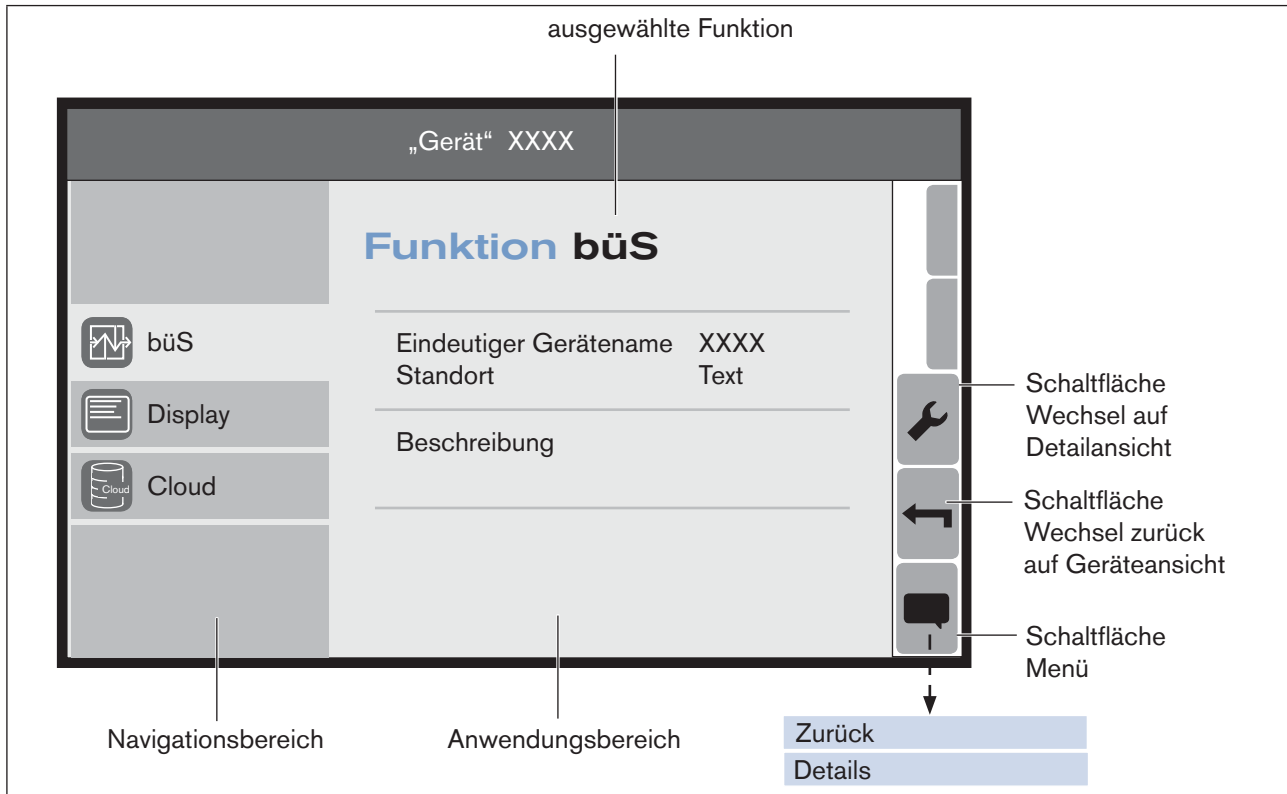 ausgewählte Funktion
„Gerät“ XXXX
Funktion büS
büS
Display
Cloud
Cloud
Eindeutiger Gerätename XXXX
Standort Text
Beschreibung
Schaltfläche
Wechsel auf
Detailansicht
Schaltfläche
Wechsel zurück
auf Geräteansicht
Schaltfläche
Menü
Navigationsbereich
Anwendungsbereich
Zurück
Details